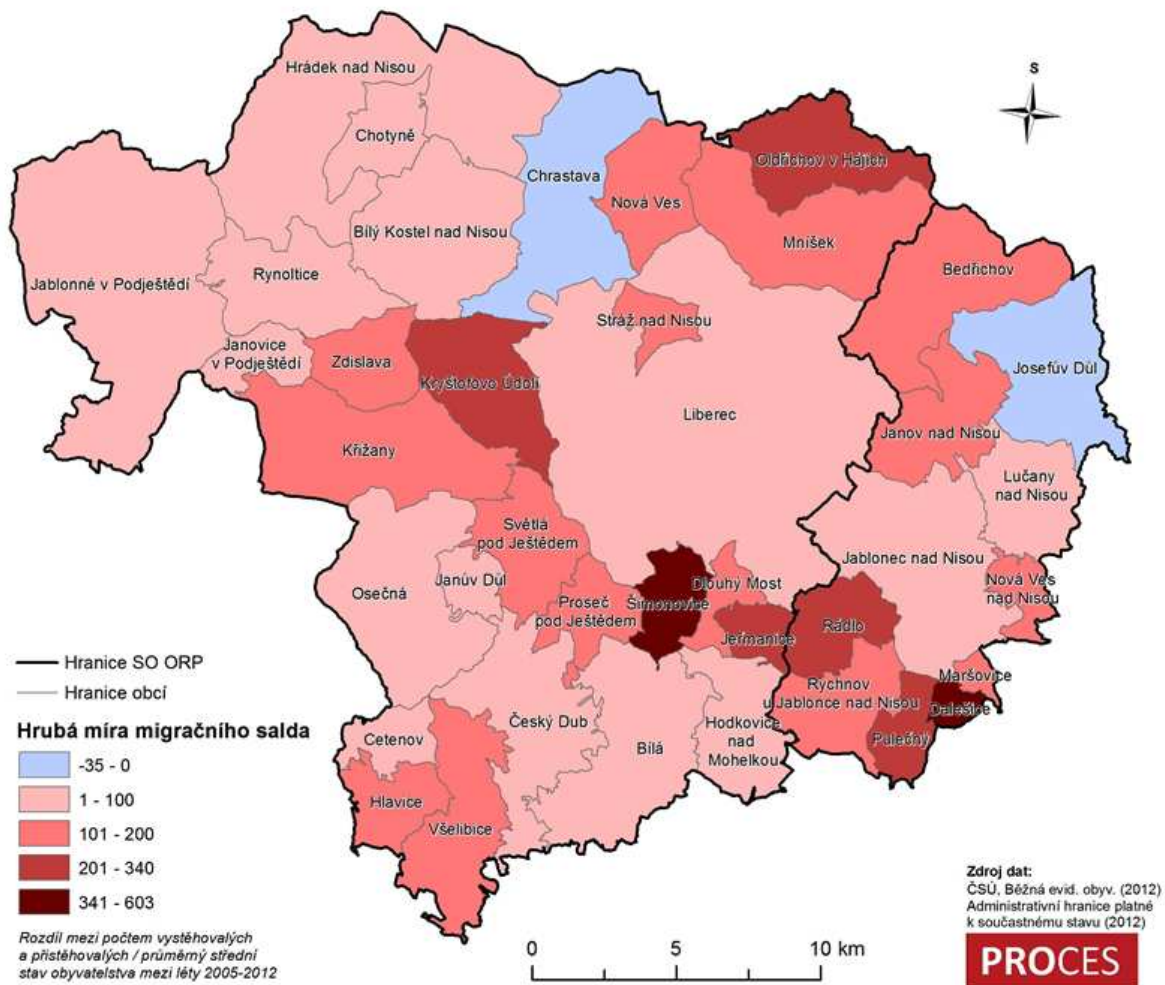 Hrádek nad Nisou
S
Chotyně
Oldřichov v Hájích
Chrastava
Nová Ves
Bílý Kostel nad Nisou
Mníšek
Bedřichov
Rynoltice
Jablonné v Podještědí
Stráž nad Nisou
Janovice
v Podještědí
Zdislava
Josefův Důl
Kryštofovo Údolí
Liberec
Janov nad Nisou
Křižany
Lučany
nad Nisou
Světlá
pod Ještědem
Jablonec nad Nisou
Janův Důl
Osečná
Dlouhý Most
Nová Ves
nad Nisou
Proseč
pod Ještědem
Šimonovice
Rádlo
Jeřmanice
Maršovice
Rychnov
u Jablonce nad Nisou
Dalešice
Český Dub
Hodkovice
nad
Mohelkou
Pulečný
Cetenov
Bílá
Hlavice
Všelibice
Hranice SO ORP
Hranice obcí
Hrubá míra migračního salda
-35 - 0
1 - 100
101 - 200
201 - 340
341 - 603
Rozdíl mezi počtem vystěhovalých
a přistěhovalých / průměrný střední
stav obyvatelstva mezi léty 2005-2012
0 5 10 km
Zdroj dat:
ČSÚ, Běžná evid. obyv. (2012)
Administrativní hranice platné
k součastnému stavu (2012)
PROCES